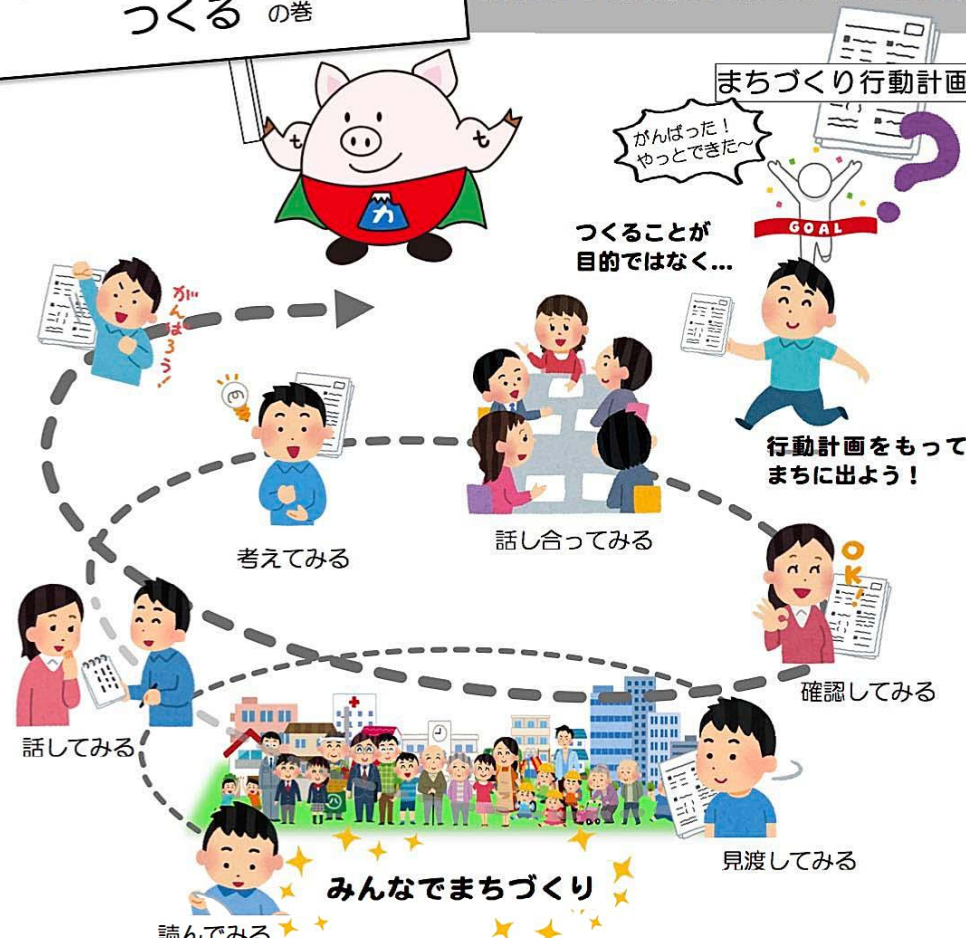 つくる の巻
まちづくり行動計画
がんばった！
やっとできた～
GOAL
つくることが
目的ではなく...
カ
t
t
がんばろう！
行動計画をもって
まちに出よう！
考えてみる
話し合ってみる
OK!
確認してみる
話してみる
見渡してみる
みんなでまちづくり
読んでみる